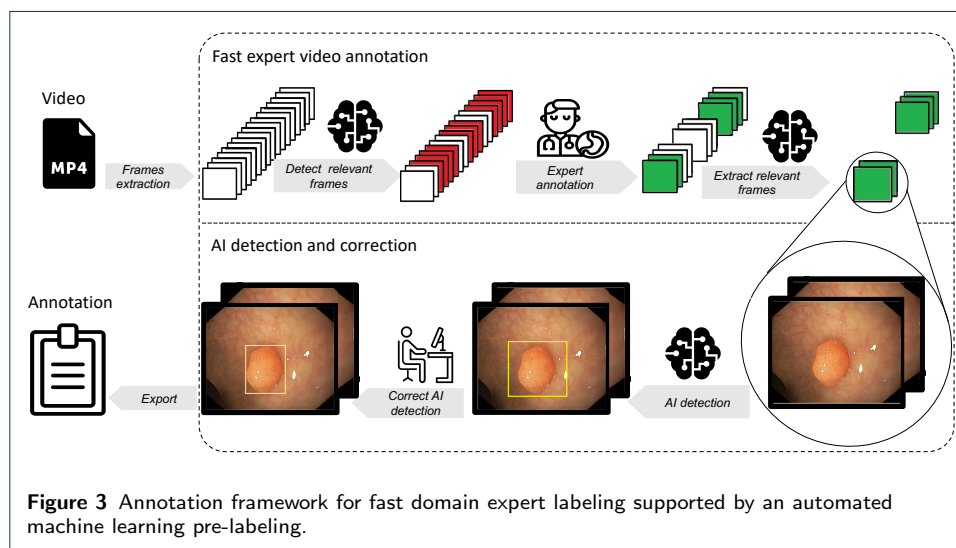 Fast expert video annotation
Video
MP4
Frames
extraction
Detect relevant
frames
Expert
annotation
Extract relevant
frames
AI detection and correction
Annotation
Export
Correct AI
detection
AI detection
Figure 3 Annotation framework for fast domain expert labeling supported by an automated
machine learning pre-labeling.